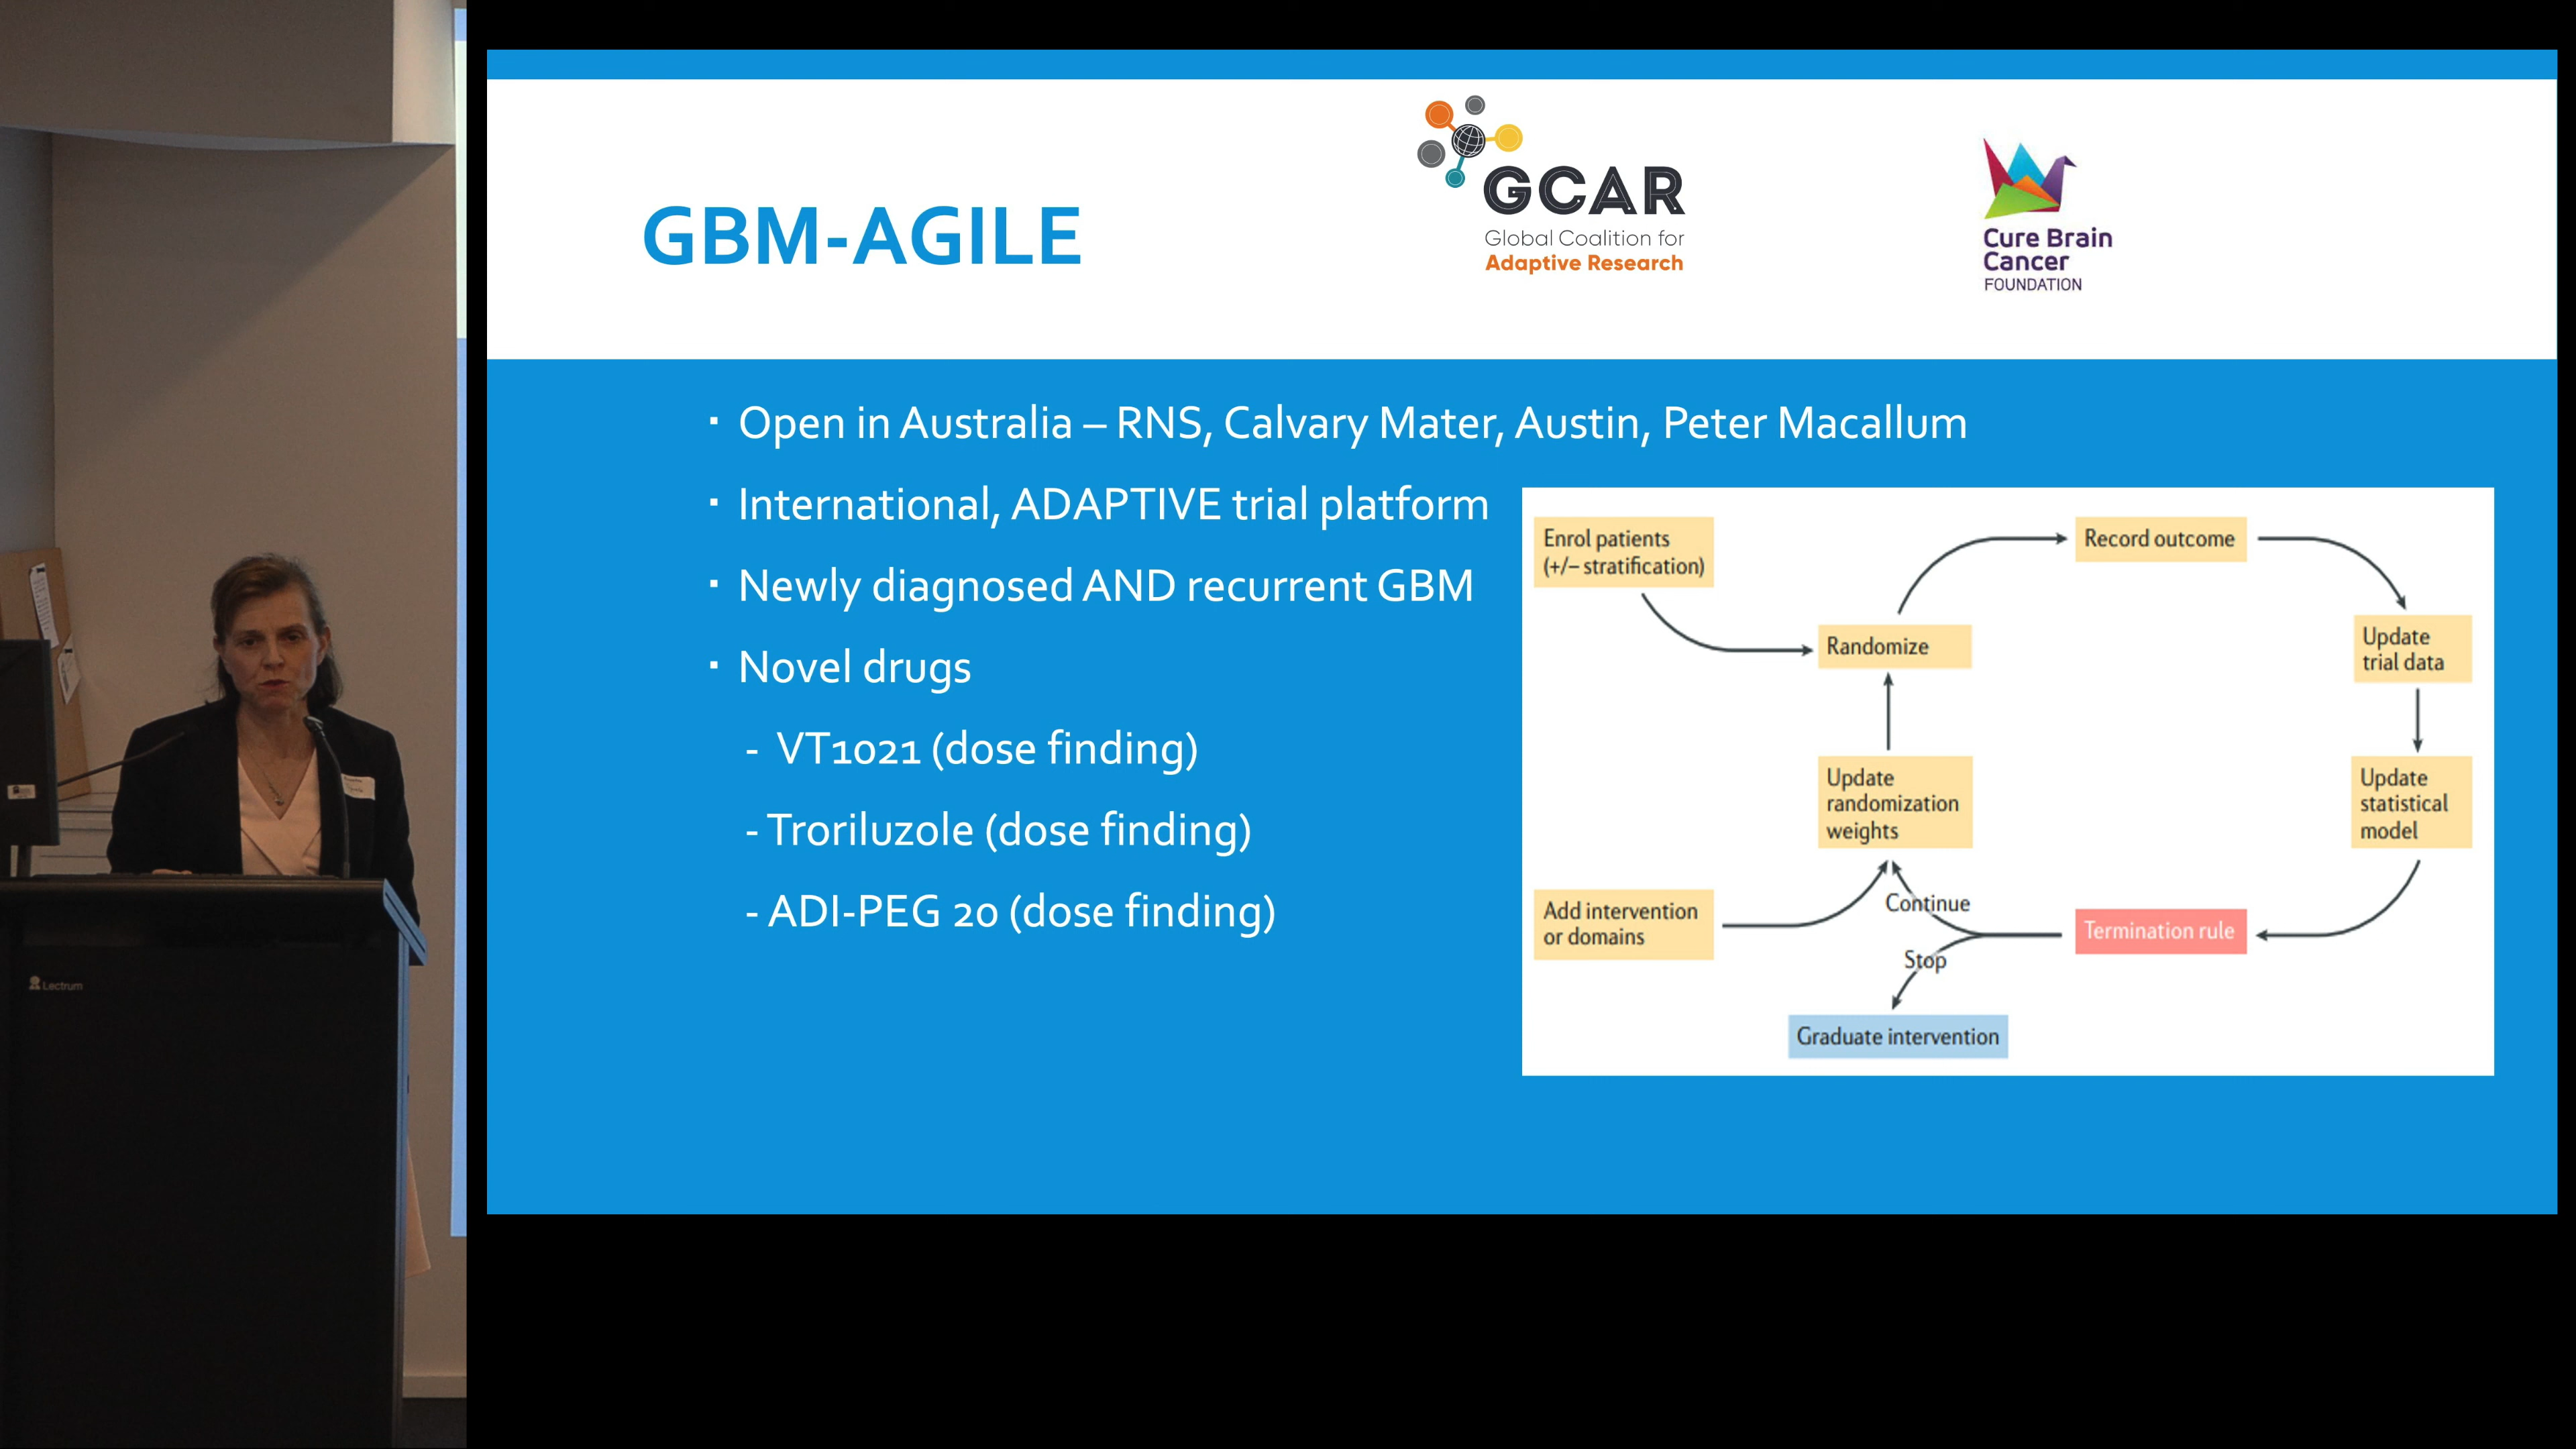 GBM-AGILE
GCAR
Global Coalition for
Adaptive Research
Cure Brain
Cancer
FOUNDATION
▪ Open in Australia – RNS, Calvary Mater, Austin, Peter Macallum
▪ International, ADAPTIVE trial platform
▪ Newly diagnosed AND recurrent GBM
▪ Novel drugs
- VT1021 (dose finding)
- Troriluzole (dose finding)
- ADI-PEG 20 (dose finding)
Enrol patients
(+/– stratification)
Randomize
Record outcome
Update
trial data
Update
statistical
model
Termination rule
Continue
Stop
Update
randomization
weights
Add intervention
or domains
Graduate intervention
Lectrum